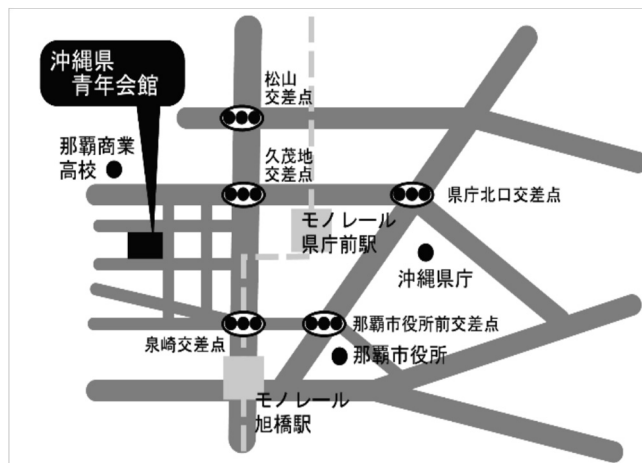 沖縄県
青年会館
松山
交差点
那覇商業
高校
久茂地
交差点
県庁北口交差点
モノレール
県庁前駅
沖縄県庁
泉崎交差点
那覇市役所前交差点
那覇市役所
モノレール
旭橋駅